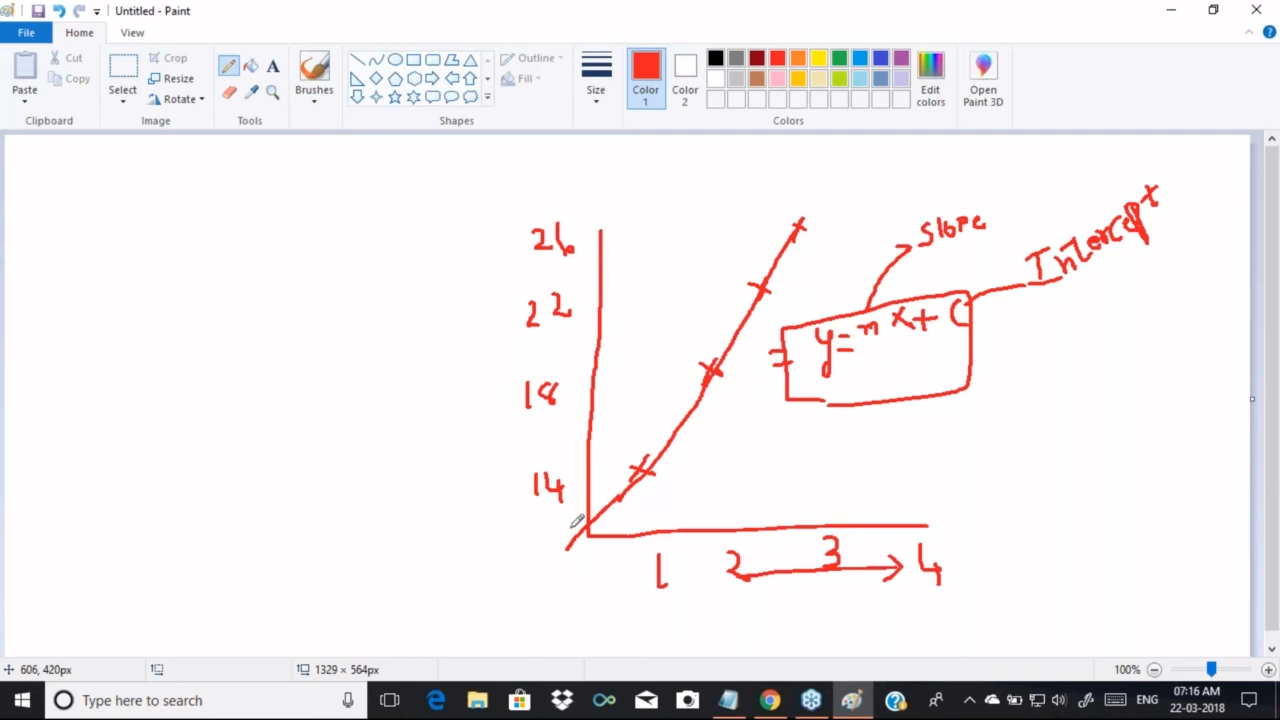 Untitled - Paint
File Home View
Paste
Cut
Copy
Clipboard
Select
Crop
Resize
Rotate
Image
A
Tools
Brushes
Outline
Fill
Shapes
Size
Color 1
Color 2
Edit colors
Colors
Open Paint 3D
26
22
18
14
1 2 3 4
y=mx+C
Slope
Intercept
606, 420px
1329 × 564px
100%
Type here to search
ENG
07:16 AM
22-03-2018